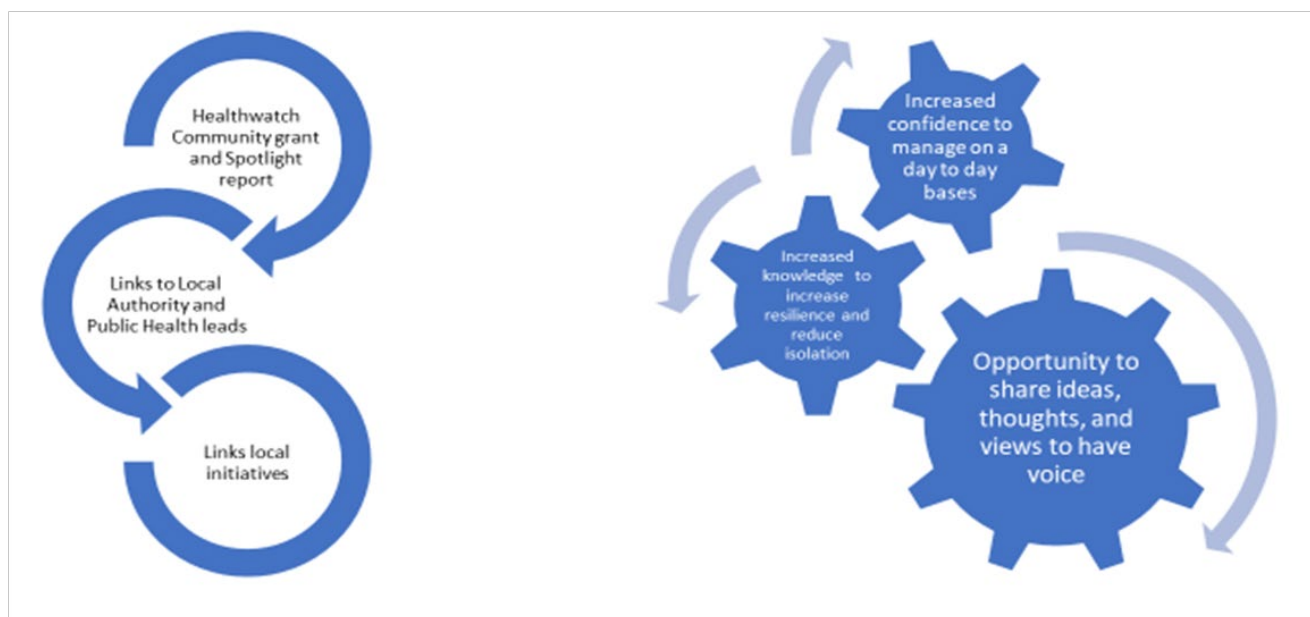 Healthwatch
Community grant
and Spotlight
report
Links to Local
Authority and
Public Health leads
Links local
initiatives
Increased
confidence to
manage on a
day to day
bases
Increased
knowledge to
increase
resilience and
reduce
isolation
Opportunity to
share ideas,
thoughts, and
views to have
voice